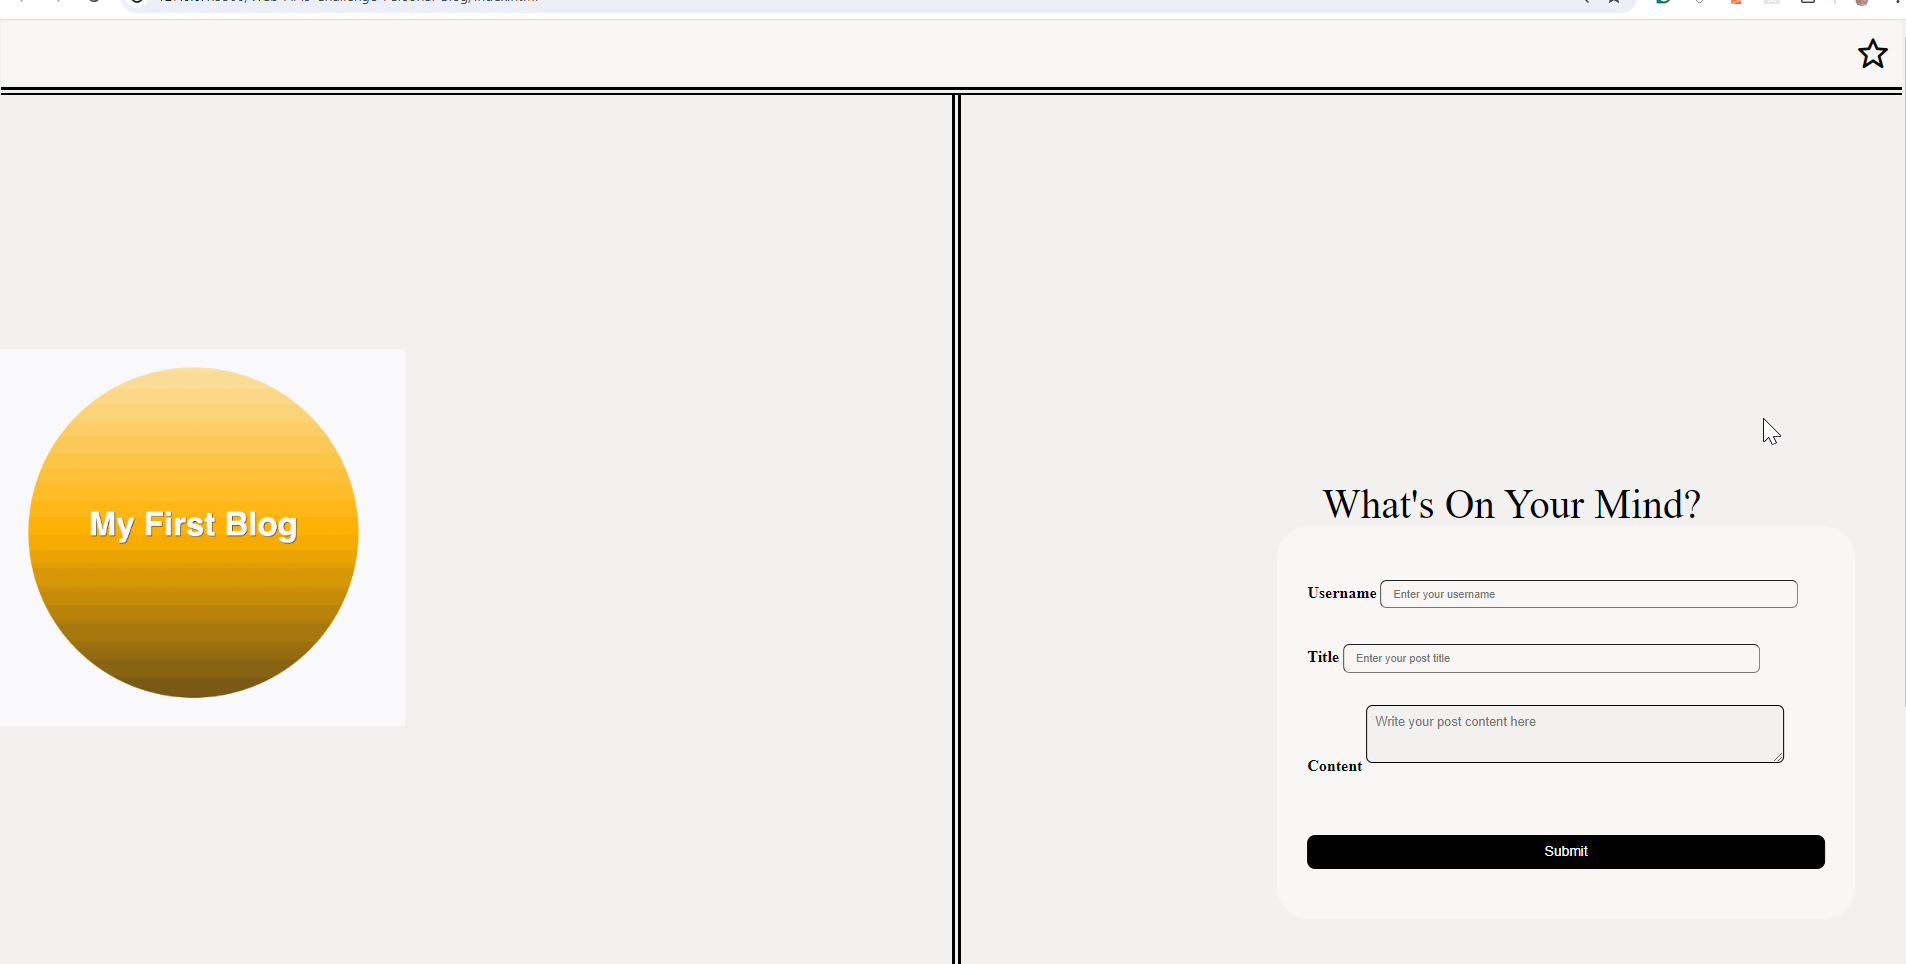 My First Blog
What's On Your Mind?
Username
Enter your username
Title
Enter your post title
Content
Write your post content here
Submit